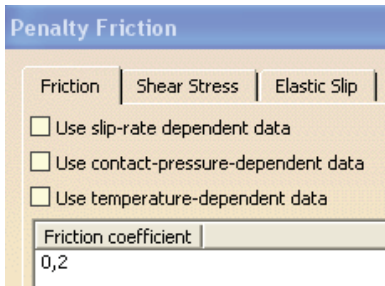 Penalty Friction
Friction Shear Stress Elastic Slip
Use slip-rate dependent data
Use contact-pressure-dependent data
Use temperature-dependent data
Friction coefficient
0,2